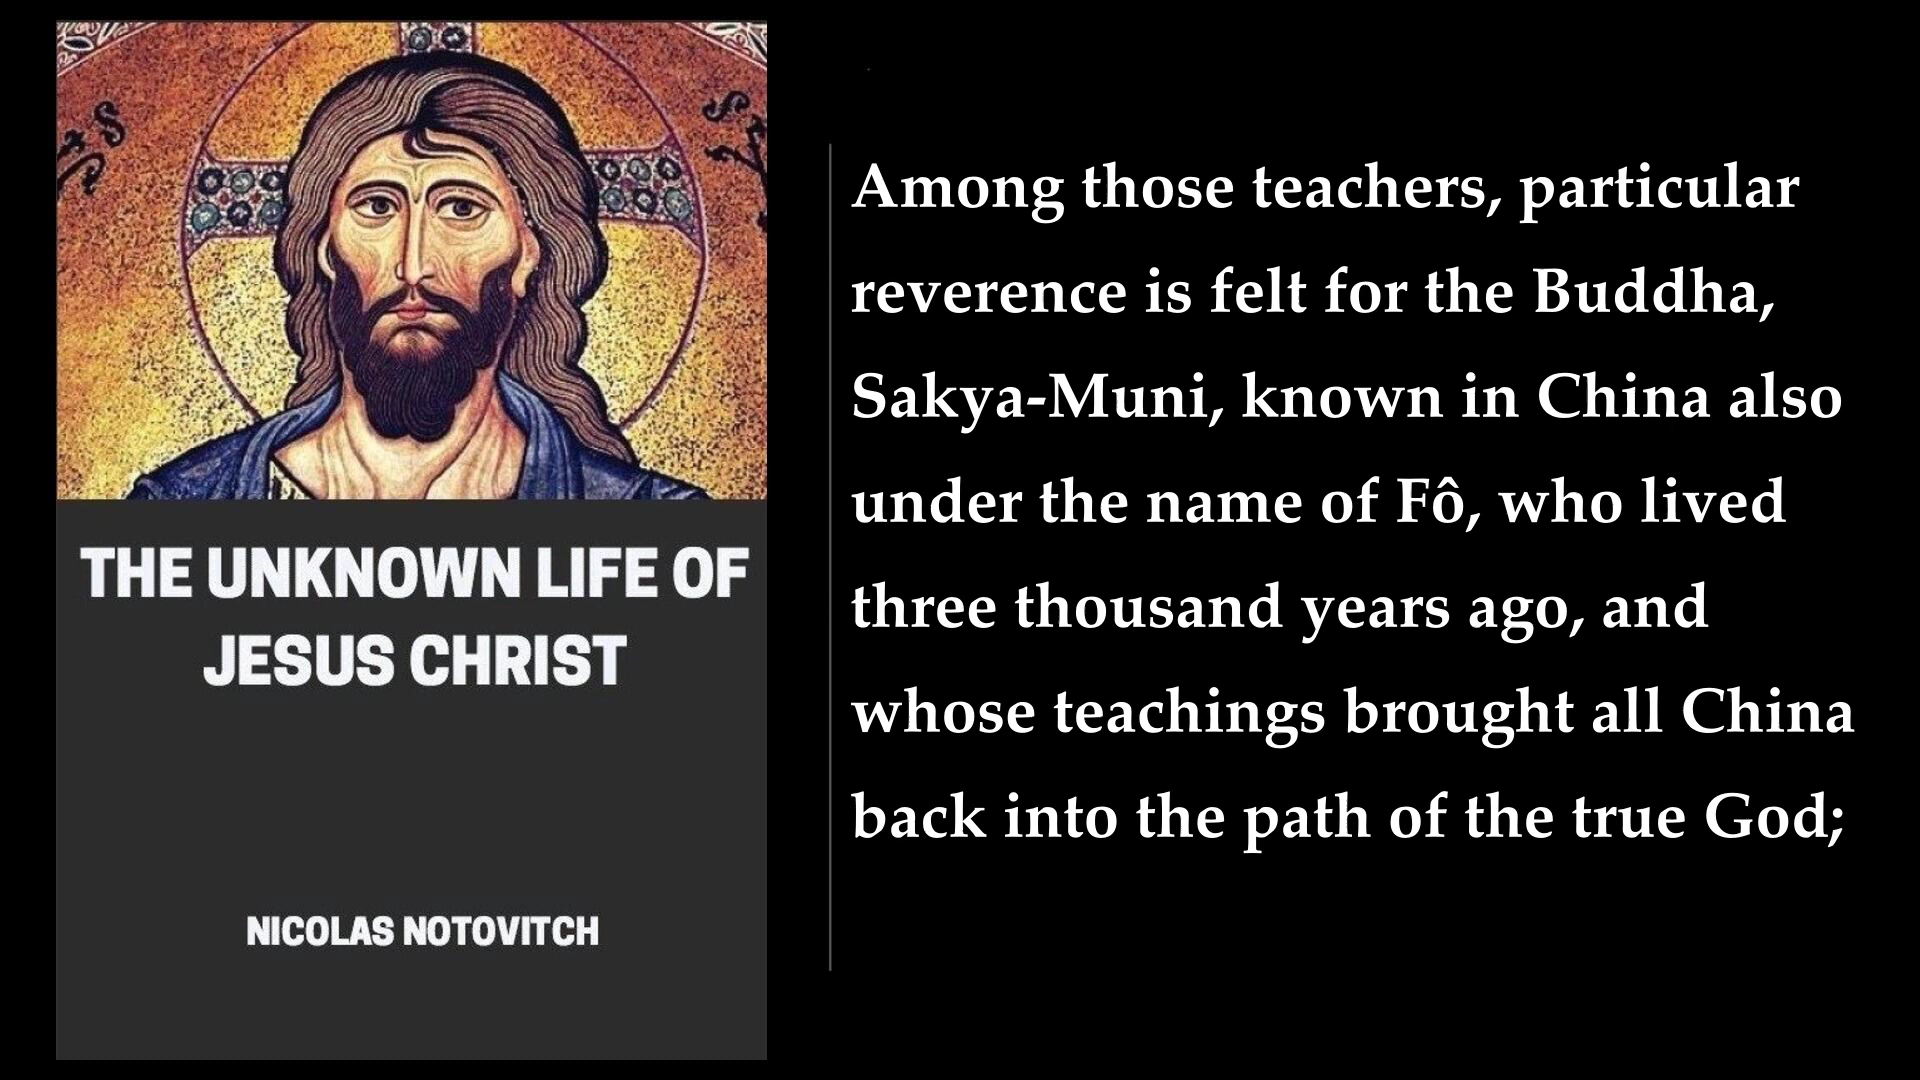 THE UNKNOWN LIFE OF
JESUS CHRIST
NICOLAS NOTOVITCH
Among those teachers, particular
reverence is felt for the Buddha,
Sakya-Muni, known in China also
under the name of Fô, who lived
three thousand years ago, and
whose teachings brought all China
back into the path of the true God;